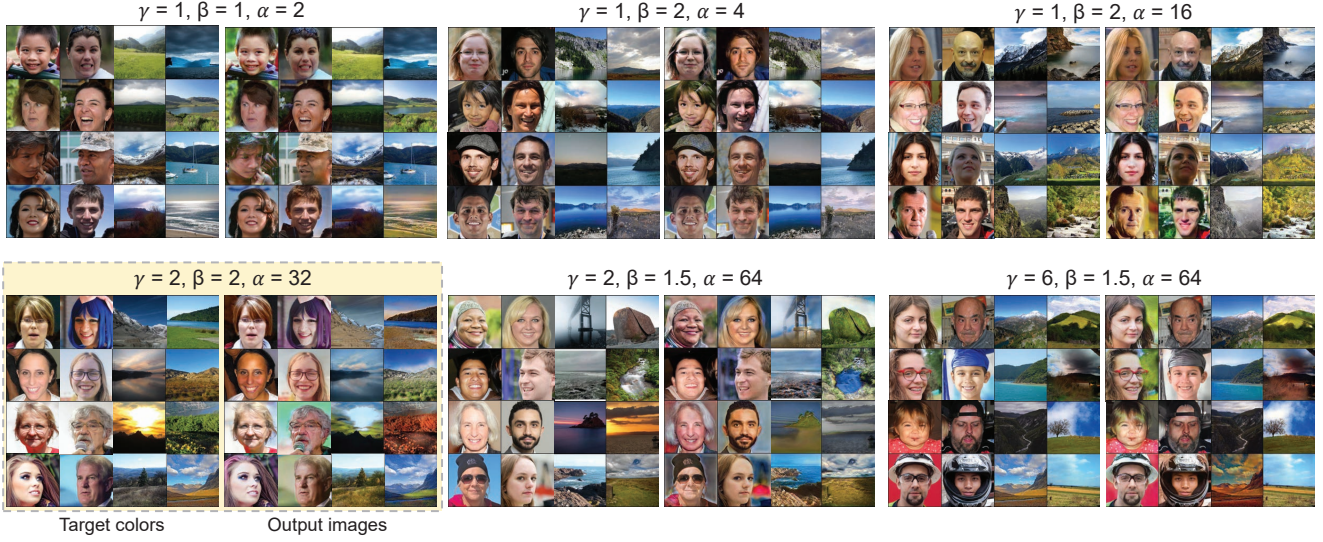 γ = 1, β = 1, α = 2
γ = 1, β = 2, α = 4
γ = 1, β = 2, α = 16
γ = 2, β = 2, α = 32
γ = 2, β = 1.5, α = 64
γ = 6, β = 1.5, α = 64
Target colors
Output images